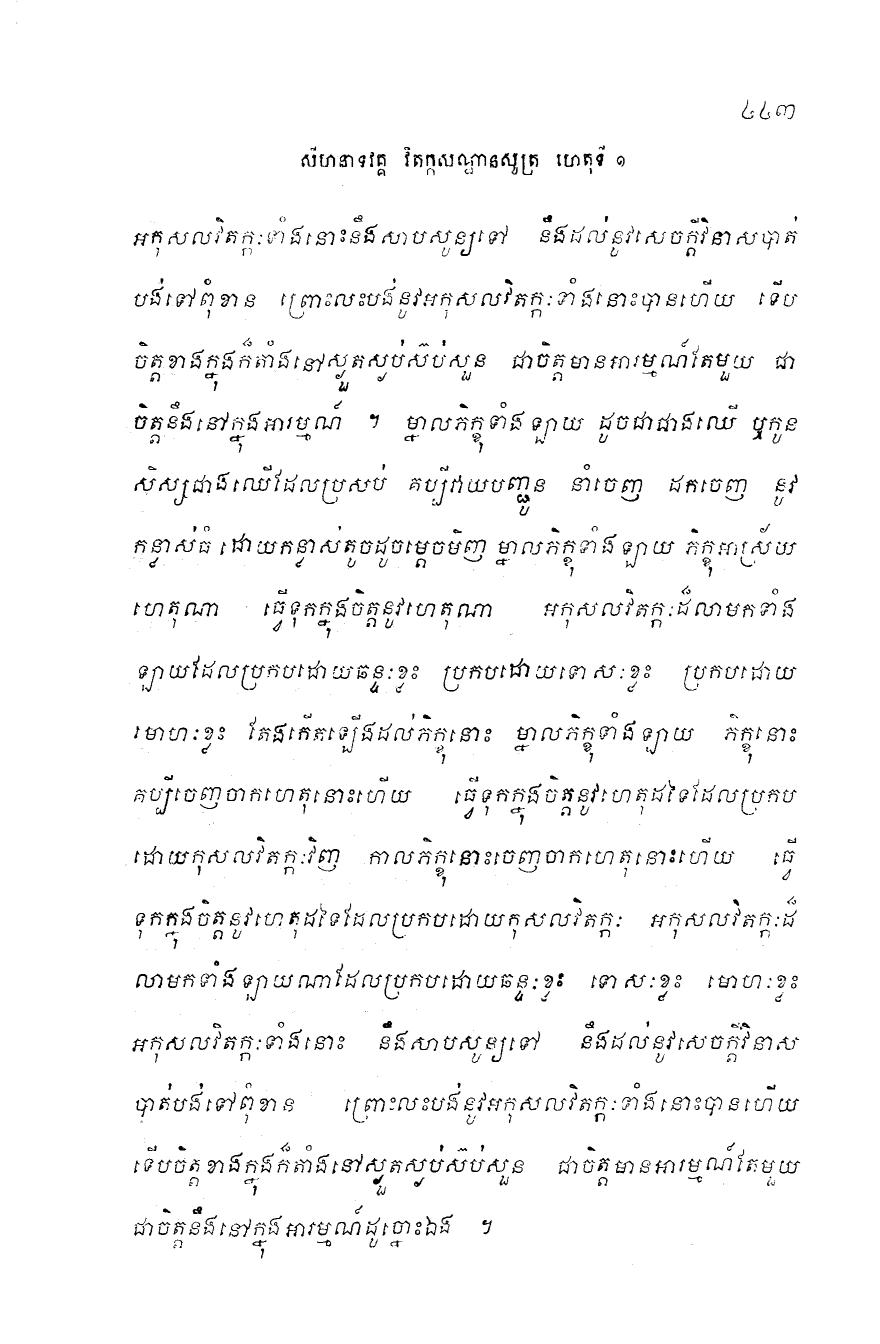 ៤៤៣
សីហនាទវគ្គ វិតក្កសណ្ឋានសូត្រ ហេតុទី ១
អកុសលវិតក្កៈទាំងនោះនឹងសាបសូន្យទៅ នឹងដល់នូវសេចក្តីវិនាសបាត់
បង់ទៅពុំខាន ព្រោះលះបង់នូវអកុសលវិតក្កៈទាំងនោះបានហើយ ទើប
ចិត្តខាងក្នុងក៏តាំងនៅស្ងួតស្ងប់ស៊ប់សួន ជាចិត្តមានអារម្មណ៍តែមួយ ជា
ចិត្តនឹងនៅក្នុងអារម្មណ៍ ។ ម្នាលភិក្ខុទាំងឡាយ ដូចជាជាងឈើ ឬកូន
សិស្សជាងឈើដែលប្រសប់ គប្បីវាយបញ្ជូន នាំចេញ ដកចេញ នូវ
កន្ទាស់ធំ ដោយកន្ទាស់តូចដូចម្តេចមិញ ម្នាលភិក្ខុទាំងឡាយ ភិក្ខុអាស្រ័យ
ហេតុណា ធ្វើទុកក្នុងចិត្តនូវហេតុណា អកុសលវិតក្កៈដ៏លាមកទាំង
ឡាយដែលប្រកបដោយឆន្ទៈខ្លះ ប្រកបដោយទោសៈខ្លះ ប្រកបដោយ
មោហៈខ្លះ តែងកើតឡើងដល់ភិក្ខុនោះ ម្នាលភិក្ខុទាំងឡាយ ភិក្ខុនោះ
គប្បីចេញចាកហេតុនោះហើយ ធ្វើទុកក្នុងចិត្តនូវហេតុដទៃដែលប្រកប
ដោយកុសលវិតក្កៈវិញ កាលភិក្ខុនោះចេញចាកហេតុនោះហើយ ធ្វើ
ទុកក្នុងចិត្តនូវហេតុដទៃដែលប្រកបដោយកុសលវិតក្កៈ អកុសលវិតក្កៈដ៏
លាមកទាំងឡាយណាដែលប្រកបដោយឆន្ទៈខ្លះ ទោសៈខ្លះ មោហៈខ្លះ
អកុសលវិតក្កៈទាំងនោះ នឹងសាបសូន្យទៅ នឹងដល់នូវសេចក្តីវិនាស
បាត់បង់ទៅពុំខាន ព្រោះលះបង់នូវអកុសលវិតក្កៈទាំងនោះបានហើយ
ទើបចិត្តខាងក្នុងក៏តាំងនៅស្ងួតស្ងប់ស៊ប់សួន ជាចិត្តមានអារម្មណ៍តែមួយ
ជាចិត្តនឹងនៅក្នុងអារម្មណ៍ដូច្នោះឯង ។